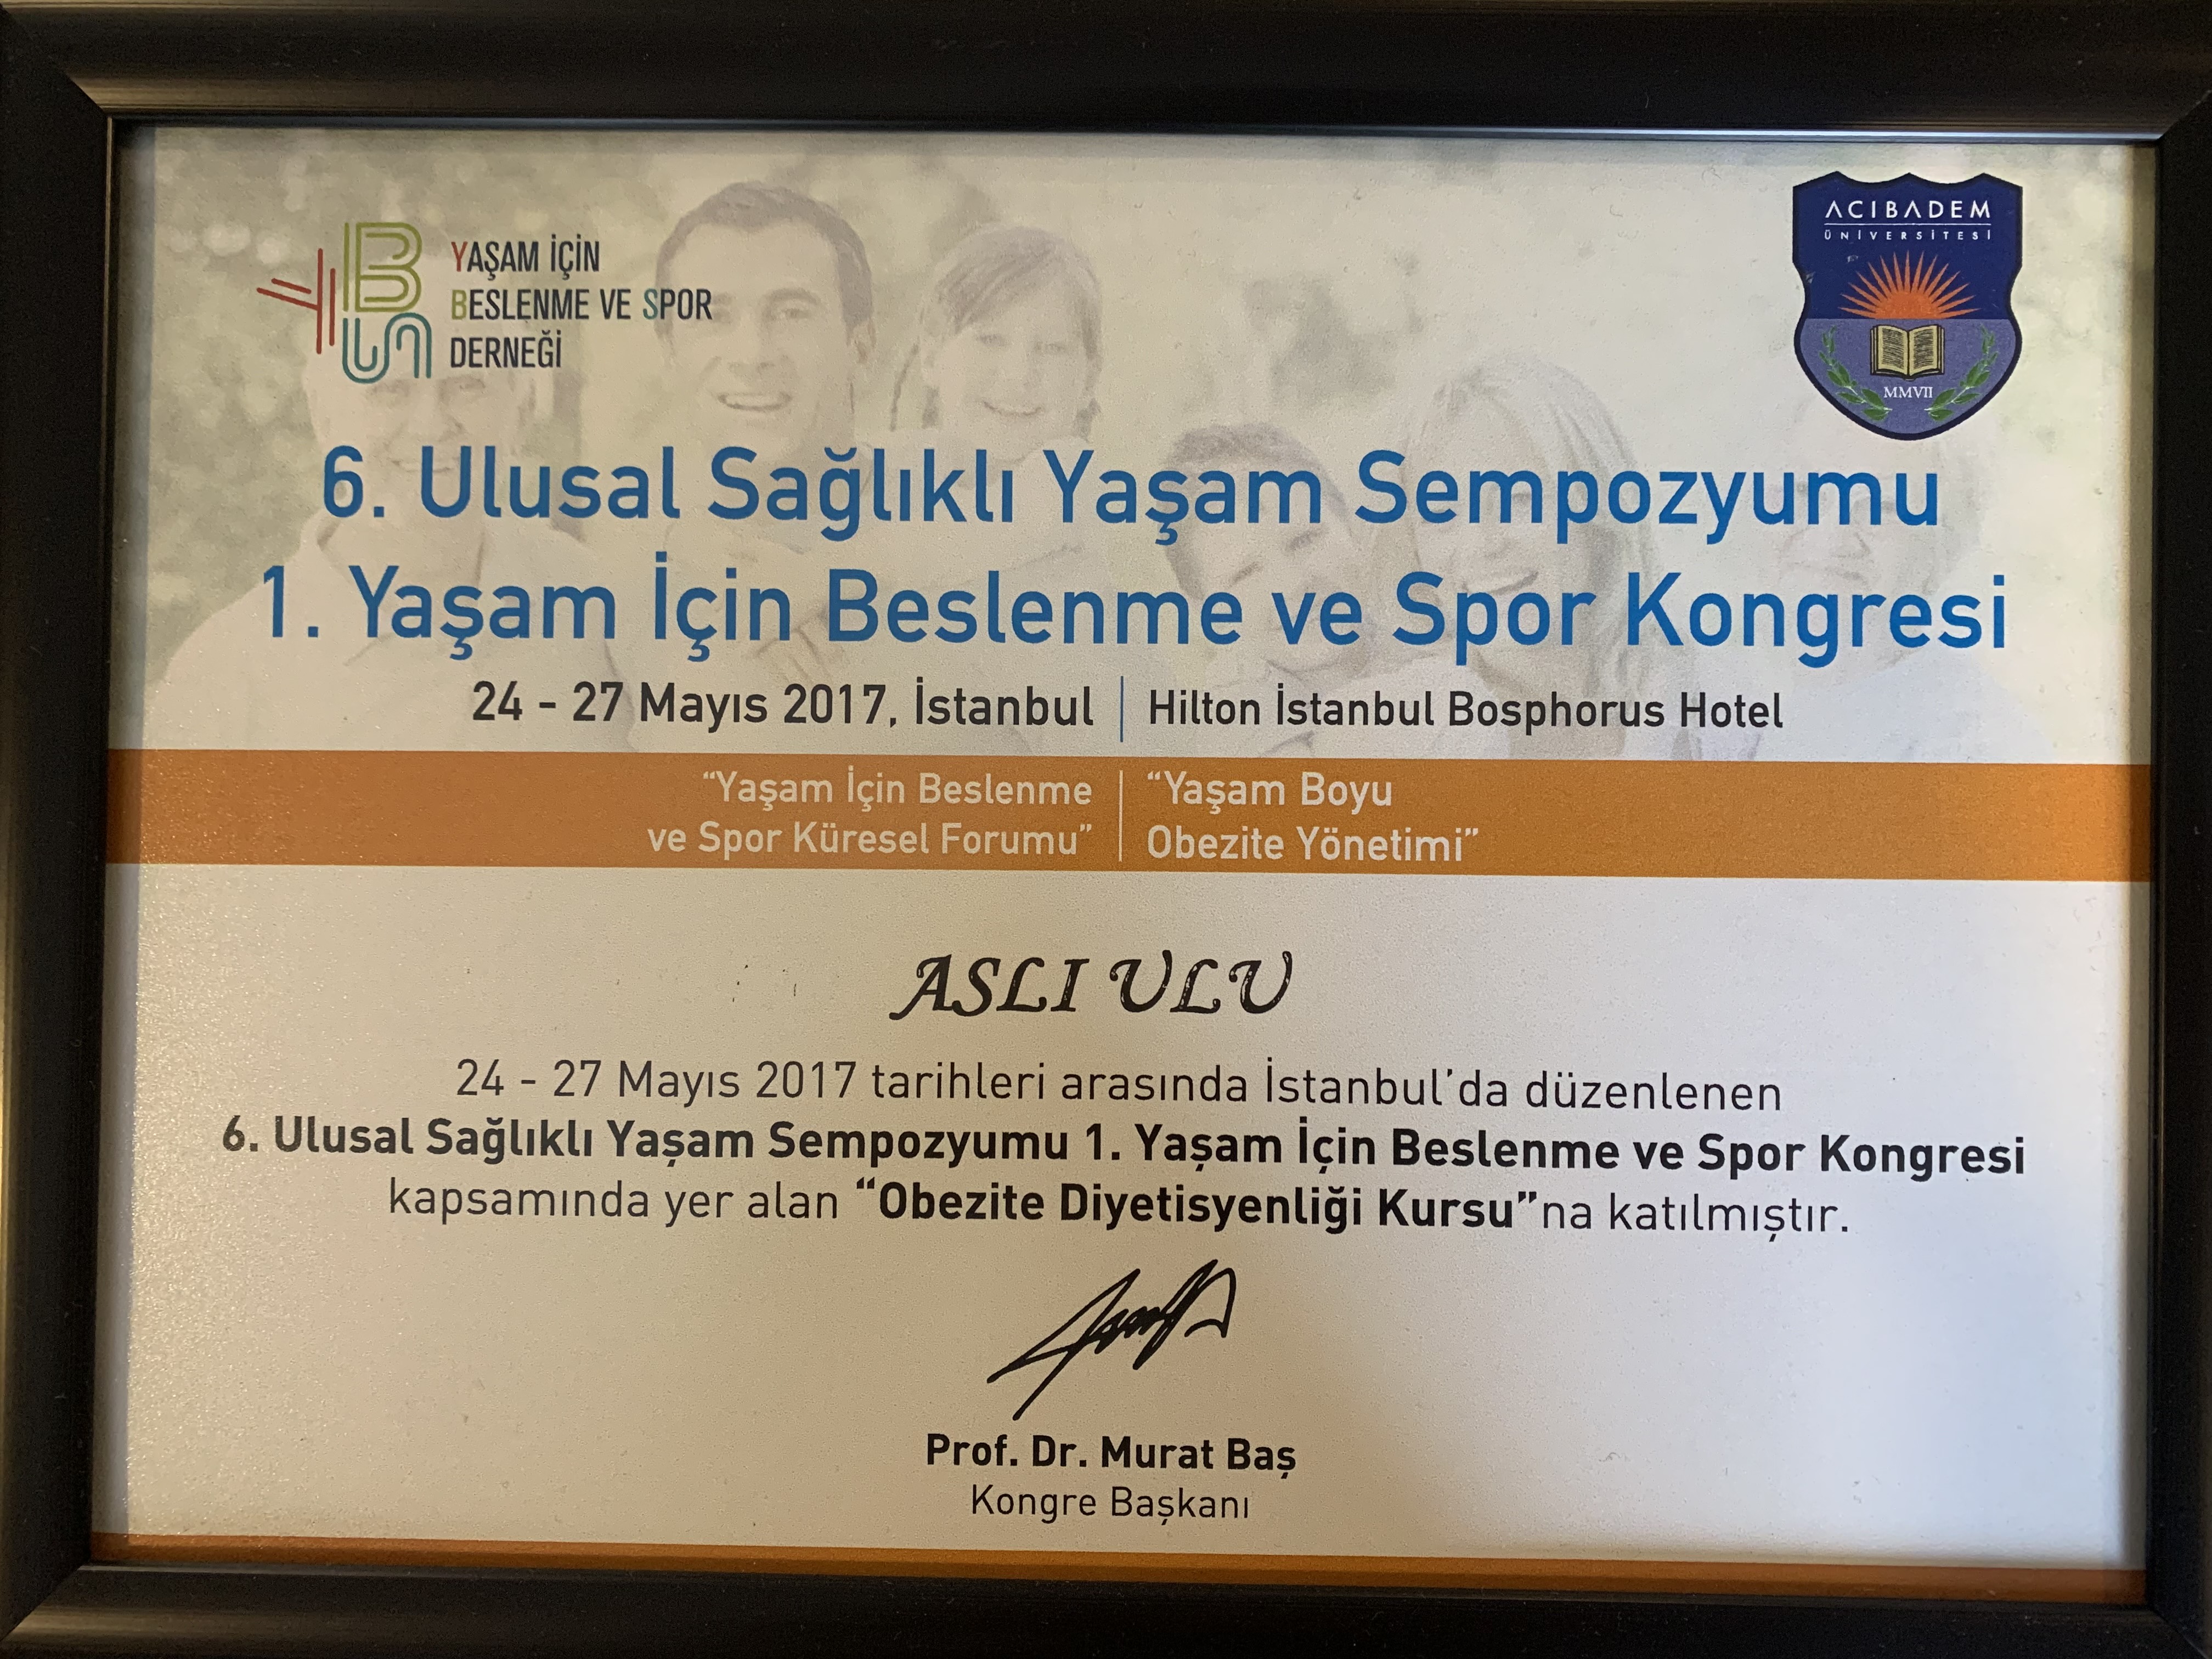 YAŞAM İÇİN
BESLENME VE SPOR
DERNEĞİ
ACIBADEM
ÜNİVERSİTESİ
MMVII
6. Ulusal Sağlıklı Yaşam Sempozyumu
1. Yaşam İçin Beslenme ve Spor Kongresi
24 - 27 Mayıs 2017, İstanbul | Hilton İstanbul Bosphorus Hotel
“Yaşam İçin Beslenme
ve Spor Küresel Forumu”
“Yaşam Boyu
Obezite Yönetimi”
ASLI ULU
24 - 27 Mayıs 2017 tarihleri arasında İstanbul’da düzenlenen
6. Ulusal Sağlıklı Yaşam Sempozyumu 1. Yaşam İçin Beslenme ve Spor Kongresi
kapsamında yer alan “Obezite Diyetisyenliği Kursu”na katılmıştır.
Prof. Dr. Murat Baş
Kongre Başkanı